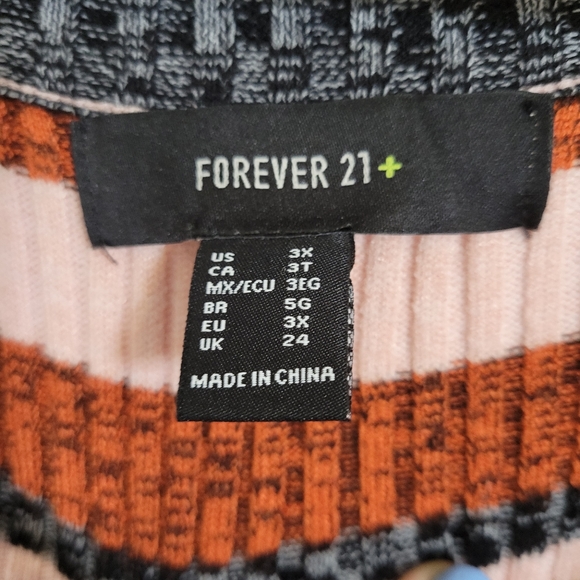 FOREVER 21+
US 3X
CA 3T
MX/ECU 3EG
BR 5G
EU 3X
UK 24
MADE IN CHINA